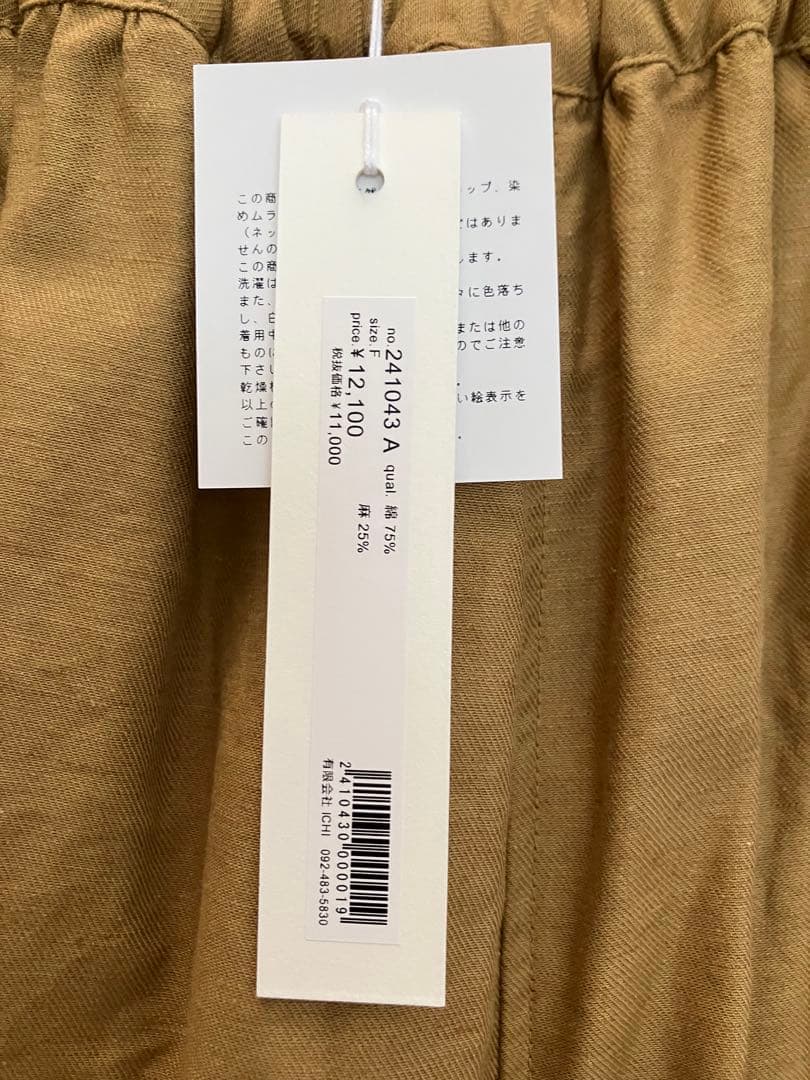 no.241043 A qual. 綿 75%
size.F 麻 25%
price.¥12,100
税抜価格¥11,000
2410430000019
有限会社 ICHI 092-483-5830
この商 ップ、染
めムラ ではありま
（ネッ
せんの します。
この商
洗濯は 々に色落ち
また、
し、白 または他の
着用中 のでご注意
ものに
下さい 。
乾燥 い絵表示を
以上
ご確
この 。